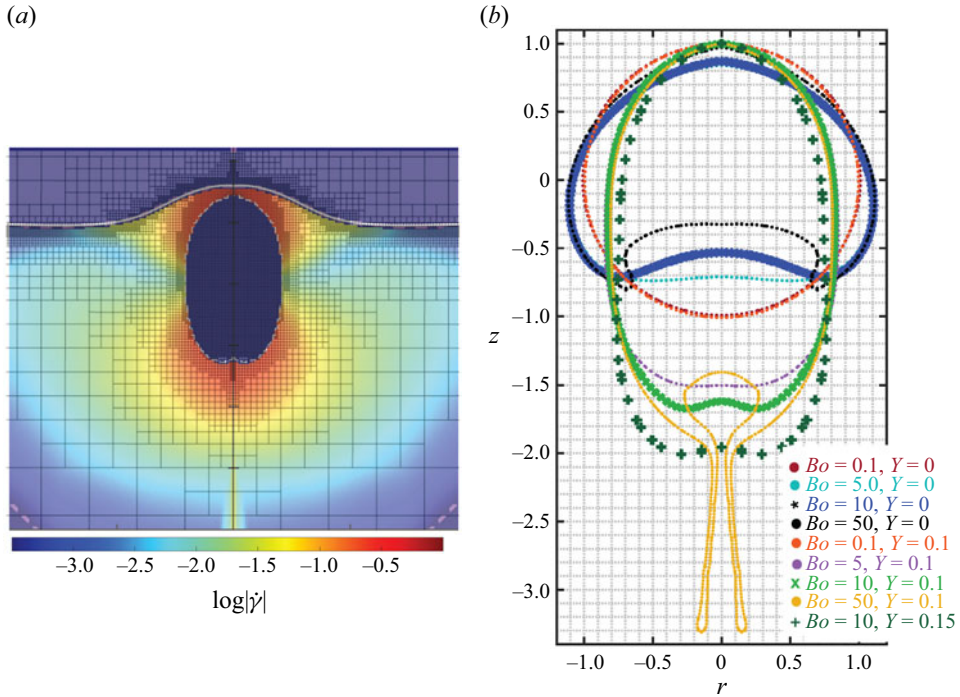 (a)
(b)
1.0
0.5
0
–0.5
–1.0
–1.5
–2.0
–2.5
–3.0
z
–1.0 –0.5 0 0.5 1.0
r
Bo = 0.1, Y = 0
Bo = 5.0, Y = 0
Bo = 10, Y = 0
Bo = 50, Y = 0
Bo = 0.1, Y = 0.1
Bo = 5, Y = 0.1
Bo = 10, Y = 0.1
Bo = 50, Y = 0.1
Bo = 10, Y = 0.15
–3.0 –2.5 –2.0 –1.5 –1.0 –0.5
log|γ̇|